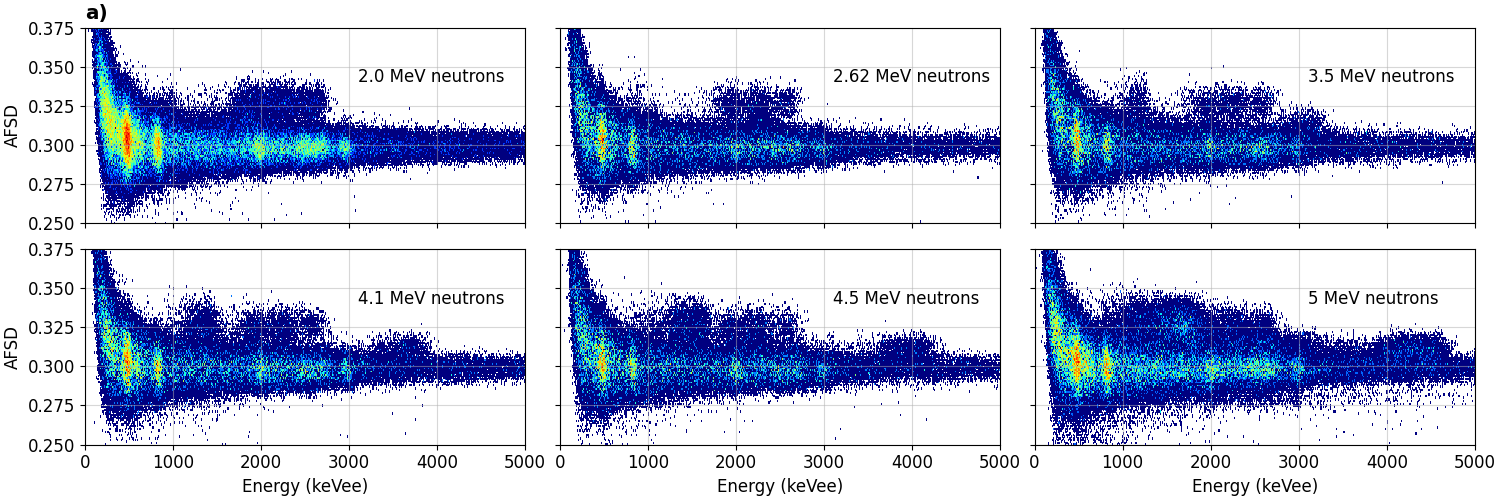 a)
0.375
0.350
0.325
0.300
0.275
0.250
AFSD
2.0 MeV neutrons
2.62 MeV neutrons
3.5 MeV neutrons
0.375
0.350
0.325
0.300
0.275
0.250
AFSD
4.1 MeV neutrons
4.5 MeV neutrons
5 MeV neutrons
0 1000 2000 3000 4000 5000
0 1000 2000 3000 4000 5000
0 1000 2000 3000 4000 5000
Energy (keVee)
Energy (keVee)
Energy (keVee)